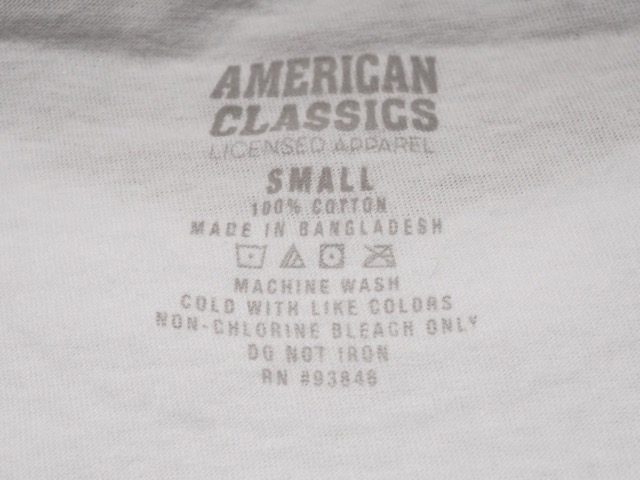 AMERICAN
CLASSICS
LICENSED APPAREL
SMALL
100% COTTON
MADE IN BANGLADESH
MACHINE WASH
COLD WITH LIKE COLORS
NON-CHLORINE BLEACH ONLY
DO NOT IRON
RN #93846